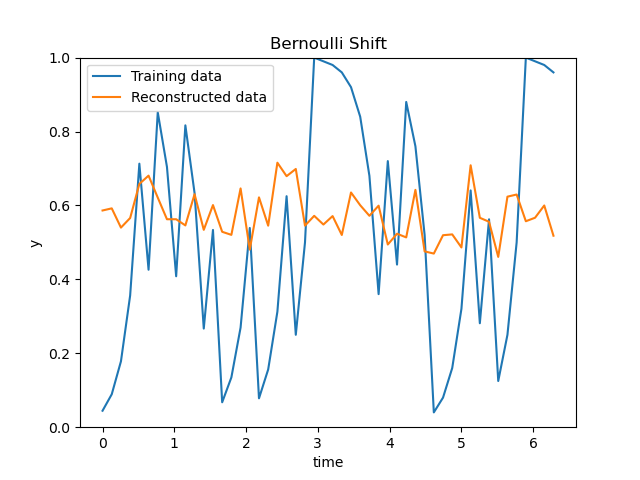 Bernoulli Shift
Training data
Reconstructed data
1.0
0.8
0.6
0.4
0.2
0.0
y
0 1 2 3 4 5 6
time